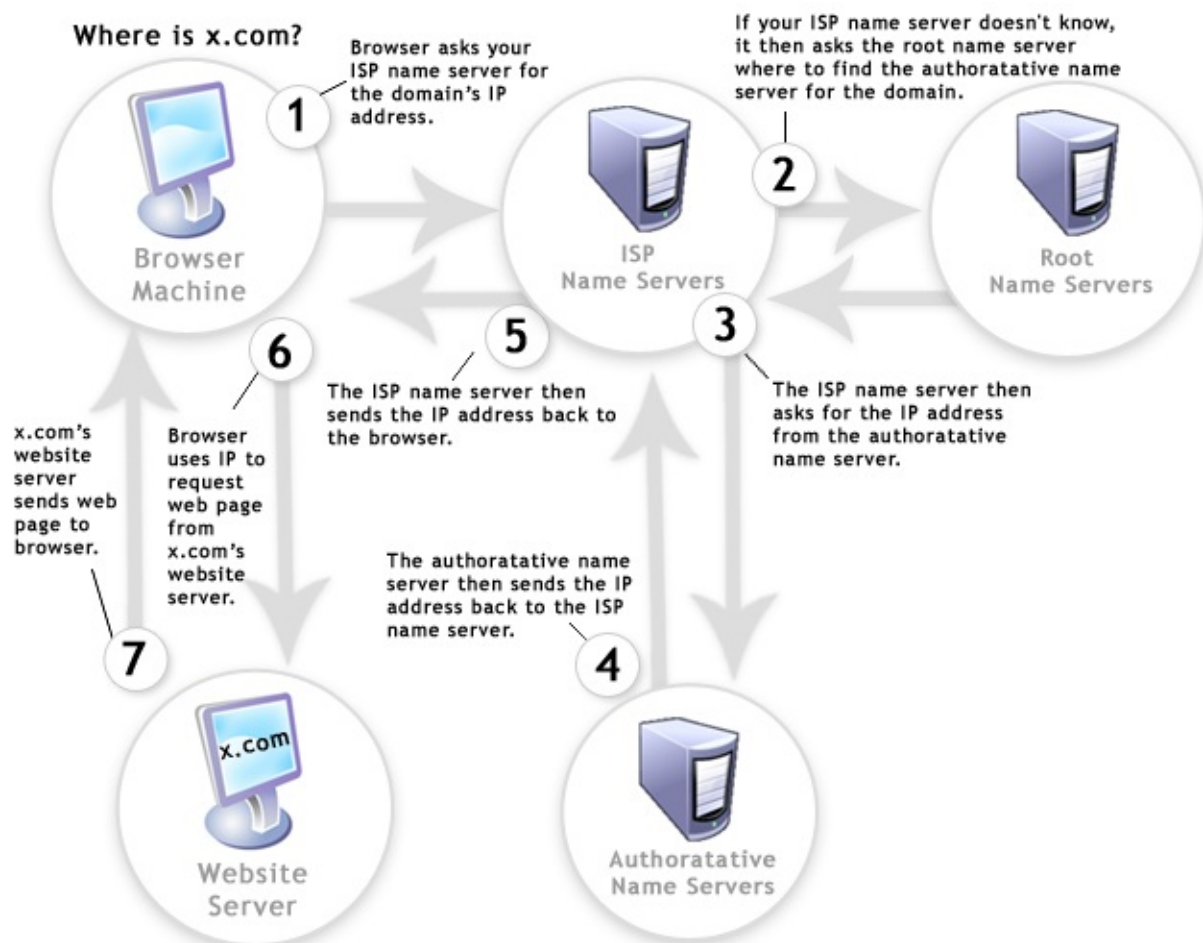 Where is x.com?
1
Browser asks your
ISP name server for
the domain's IP
address.
If your ISP name server doesn't know,
it then asks the root name server
where to find the authoratative name
server for the domain.
2
Browser
Machine
ISP
Name Servers
Root
Name Servers
3
The ISP name server then
asks for the IP address
from the authoratative
name server.
5
The ISP name server then
sends the IP address back to
the browser.
6
Browser
uses IP to
request
web page
from
x.com's
website
server.
x.com's
website
server
sends web
page to
browser.
7
The authoratative name
server then sends the IP
address back to the ISP
name server.
4
x.com
Website
Server
Authoratative
Name Servers